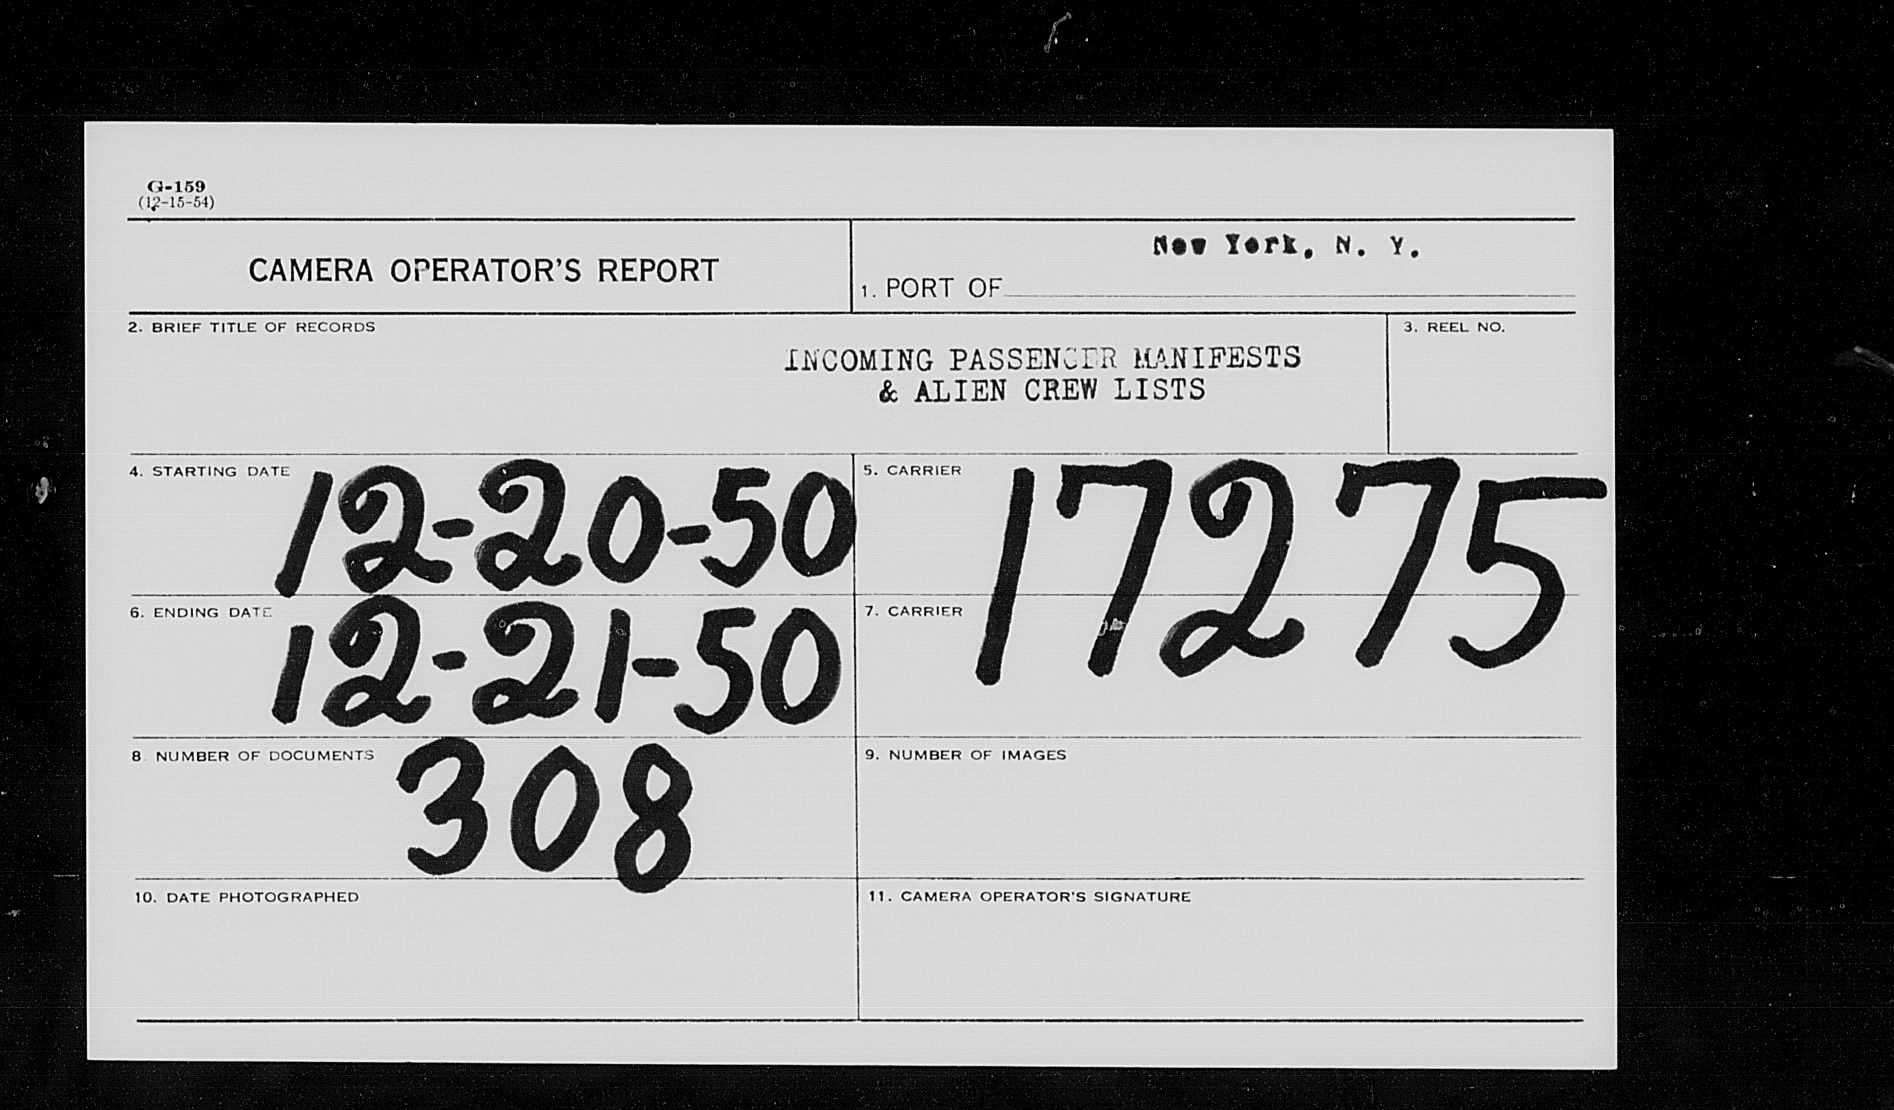 G-159
(12-15-54)
CAMERA OPERATOR'S REPORT
New York, N. Y.
1. PORT OF
2. BRIEF TITLE OF RECORDS
INCOMING PASSENGER MANIFESTS
& ALIEN CREW LISTS
3. REEL NO.
4. STARTING DATE
12-20-50
5. CARRIER
17275
6. ENDING DATE
12-21-50
7. CARRIER
8. NUMBER OF DOCUMENTS
308
9. NUMBER OF IMAGES
10. DATE PHOTOGRAPHED
11. CAMERA OPERATOR'S SIGNATURE